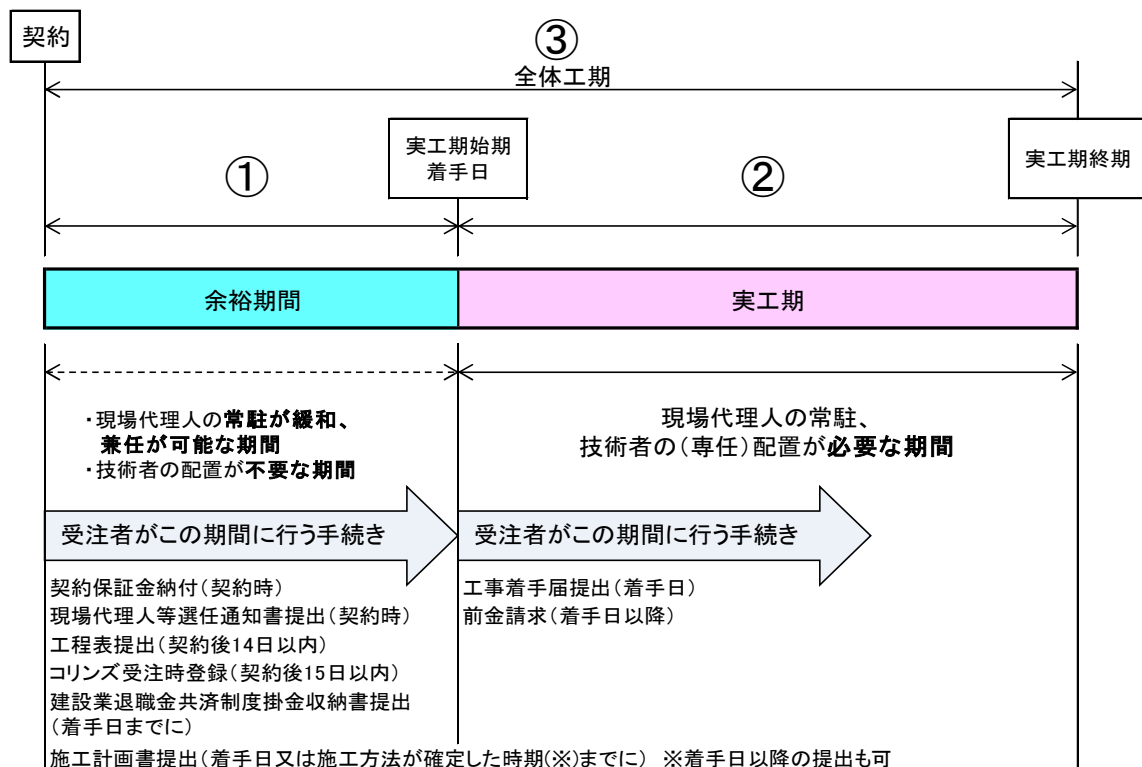 契約
③
全体工期
実工期始期
着手日
実工期終期
①
②
余裕期間
実工期
・現場代理人の常駐が緩和、
兼任が可能な期間
・技術者の配置が不要な期間
現場代理人の常駐、
技術者の(専任)配置が必要な期間
受注者がこの期間に行う手続き
受注者がこの期間に行う手続き
契約保証金納付(契約時)
現場代理人等選任通知書提出(契約時)
工程表提出(契約後14日以内)
コリンズ受注時登録(契約後15日以内)
建設業退職金共済制度掛金収納書提出
(着手日までに)
工事着手届提出(着手日)
前金請求(着手日以降)
施工計画書提出(着手日又は施工方法が確定した時期(※)までに) ※着手日以降の提出も可